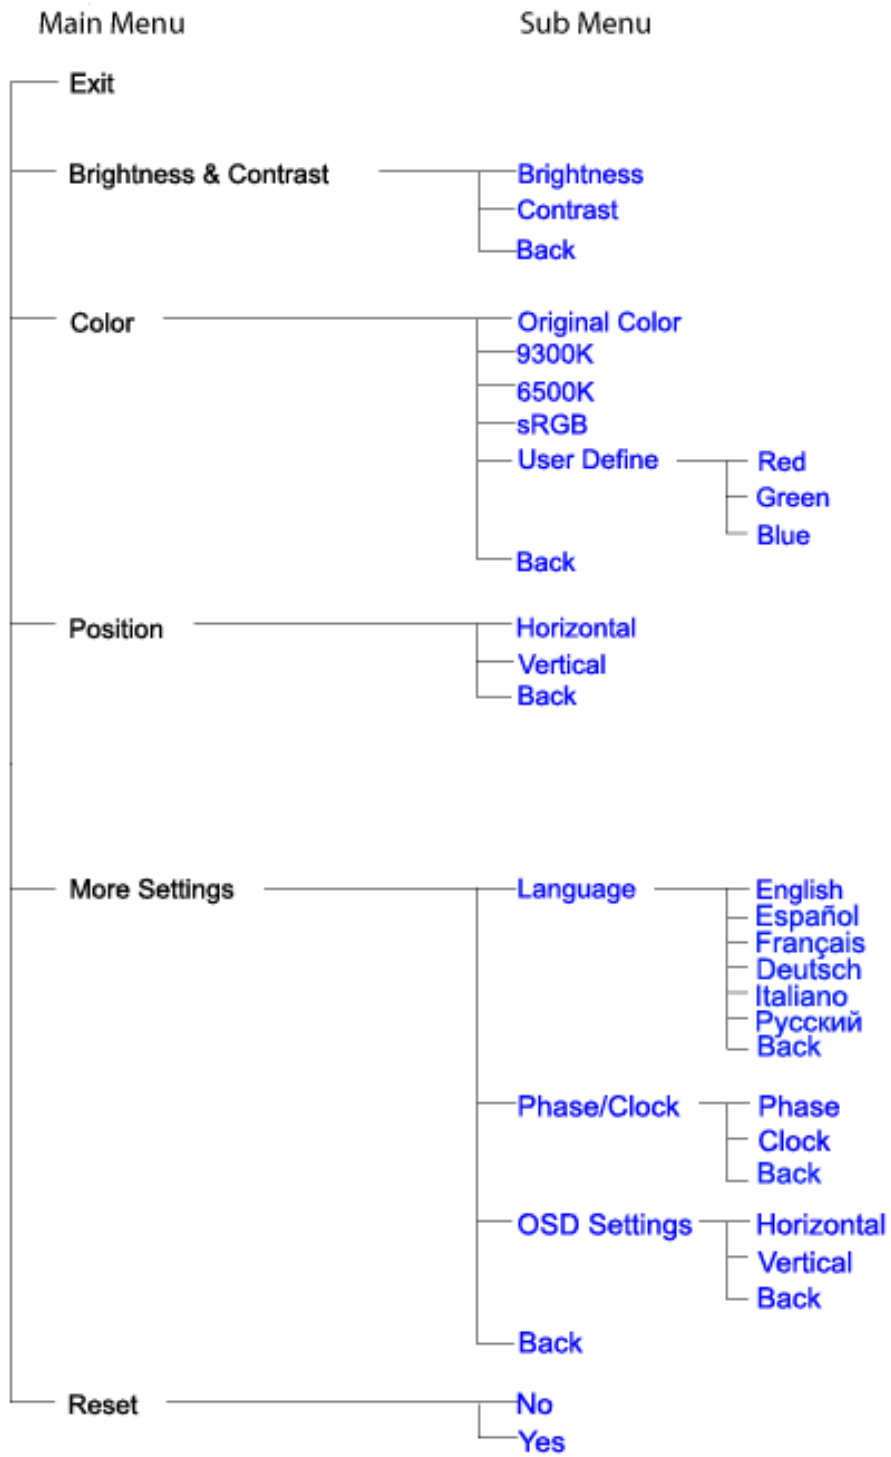 Main Menu Sub Menu
Exit
Brightness & Contrast Brightness
Contrast
Back
Color Original Color
9300K
6500K
sRGB
User Define Red
Green
Blue
Back
Position Horizontal
Vertical
Back
More Settings Language English
Español
Français
Deutsch
Italiano
Русский
Back
Phase/Clock Phase
Clock
Back
OSD Settings Horizontal
Vertical
Back
Back
Reset No
Yes